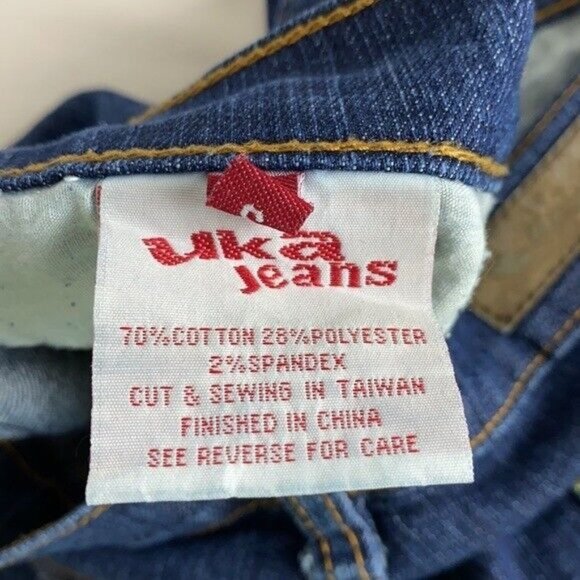 uka
jeans
70%COTTON 28%POLYESTER
2%SPANDEX
CUT & SEWING IN TAIWAN
FINISHED IN CHINA
SEE REVERSE FOR CARE